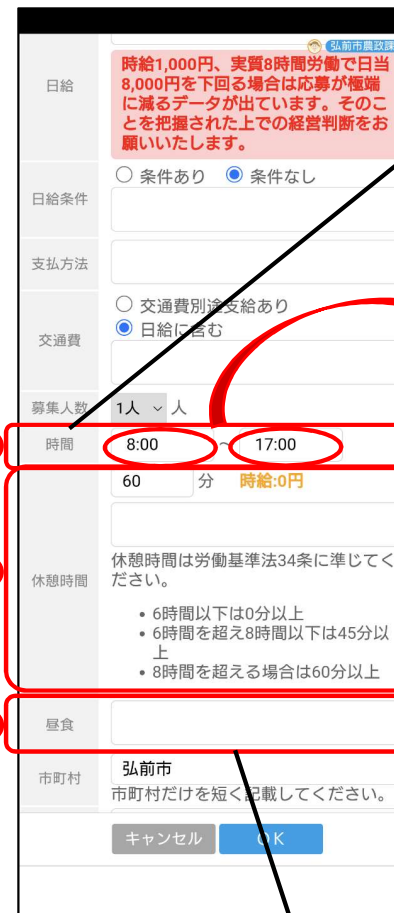 弘前市農政課
日給
時給1,000円、実質8時間労働で日当
8,000円を下回る場合は応募が極端
に減るデータが出ています。そのこ
とを把握された上での経営判断をお
願いいたします。
日給条件
条件あり 条件なし
支払方法
交通費
交通費別途支給あり
日給に含む
募集人数
1人 人
時間
8:00 ~ 17:00
60 分 時給:0円
休憩時間
休憩時間は労働基準法34条に準じてく
ださい。
• 6時間以下は0分以上
• 6時間を超え8時間以下は45分以
上
• 8時間を超える場合は60分以上
昼食
市町村
弘前市
市町村だけを短く記載してください。
キャンセル OK